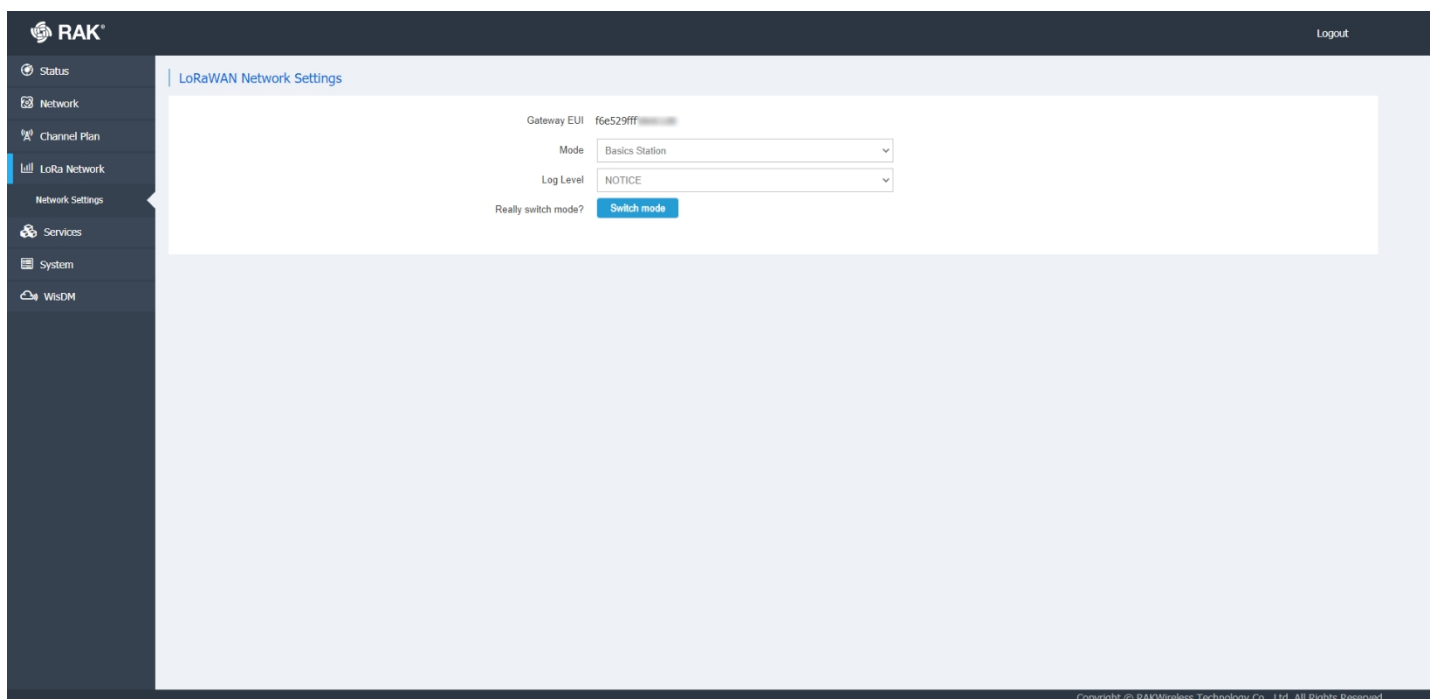 RAK®
Logout
Status
Network
Channel Plan
LoRa Network
Network Settings
Services
System
WisDM
LoRaWAN Network Settings
Gateway EUI f6e529fff
Mode Basics Station
Log Level NOTICE
Really switch mode? Switch mode
Copyright © RAKWireless Technology Co., Ltd. All Rights Reserved